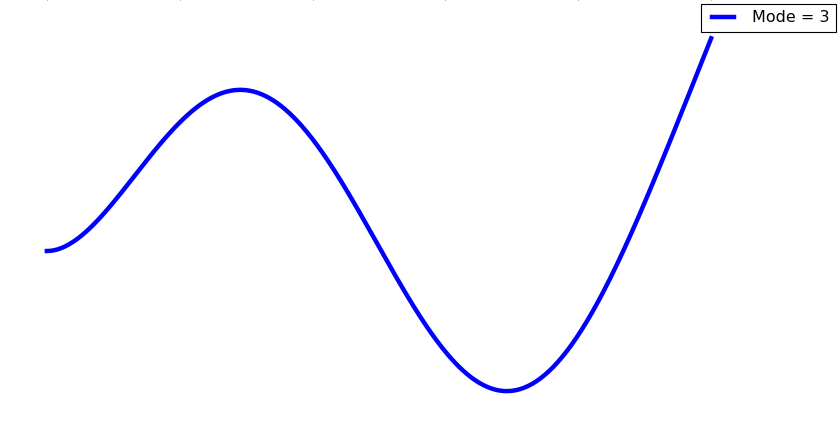 Mode = 3